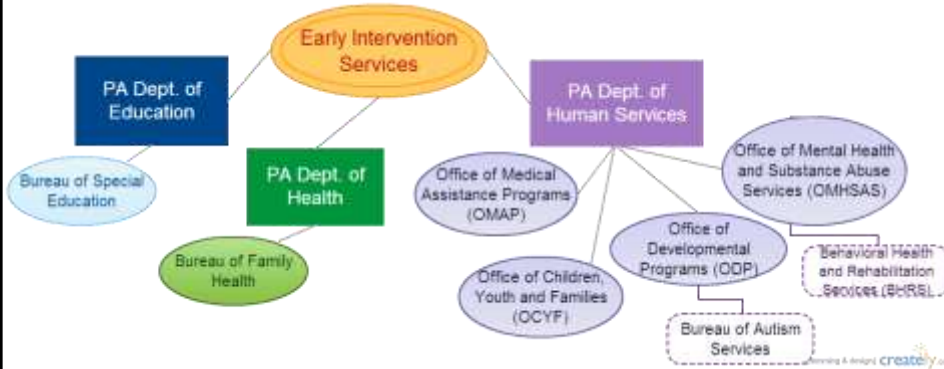 Early Intervention
Services
PA Dept. of
Education
PA Dept. of
Human Services
Bureau of Special
Education
PA Dept. of
Health
Office of Medical
Assistance Programs
(OMAP)
Office of Mental Health
and Substance Abuse
Services (OMHSAS)
Bureau of Family
Health
Office of Children,
Youth and Families
(OCYF)
Office of
Developmental
Programs (ODP)
Behavioral Health
and Rehabilitation
Services (BHRS)
Bureau of Autism
Services
creately